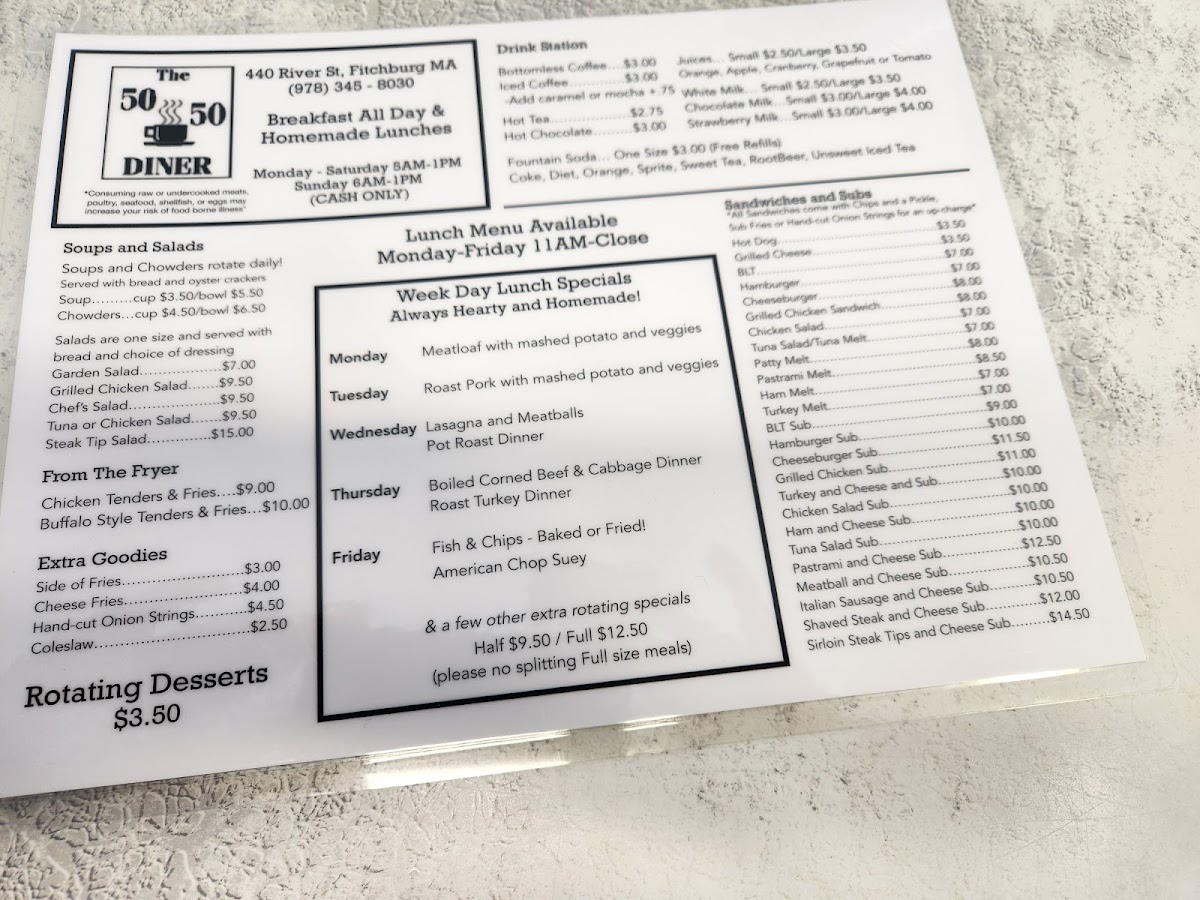 The
50 50
DINER
*Consuming raw or undercooked meats,
poultry, seafood, shellfish, or eggs may
increase your risk of food borne illness*
440 River St, Fitchburg MA
(978) 345 - 8030
Breakfast All Day &
Homemade Lunches
Monday - Saturday 5AM-1PM
Sunday 6AM-1PM
(CASH ONLY)
Drink Station
Bottomless Coffee....$3.00
Iced Coffee............$3.00
-Add caramel or mocha +.75
Hot Tea...................$2.75
Hot Chocolate..........$3.00
Juices... Small $2.50/Large $3.50
Orange, Apple, Cranberry, Grapefruit or Tomato
White Milk... Small $2.50/Large $3.50
Chocolate Milk... Small $3.00/Large $4.00
Strawberry Milk...Small $3.00/Large $4.00
Fountain Soda... One Size $3.00 (Free Refills)
Coke, Diet, Orange, Sprite, Sweet Tea, RootBeer, Unsweet Iced Tea
Soups and Salads
Soups and Chowders rotate daily!
Served with bread and oyster crackers
Soup.........cup $3.50/bowl $5.50
Chowders...cup $4.50/bowl $6.50
Salads are one size and served with
bread and choice of dressing
Garden Salad..................$7.00
Grilled Chicken Salad.......$9.50
Chef's Salad....................$9.50
Tuna or Chicken Salad......$9.50
Steak Tip Salad.............$15.00
From The Fryer
Chicken Tenders & Fries....$9.00
Buffalo Style Tenders & Fries...$10.00
Extra Goodies
Side of Fries.........................$3.00
Cheese Fries.........................$4.00
Hand-cut Onion Strings.........$4.50
Coleslaw..............................$2.50
Rotating Desserts
$3.50
Lunch Menu Available
Monday-Friday 11AM-Close
Week Day Lunch Specials
Always Hearty and Homemade!
Monday Meatloaf with mashed potato and veggies
Tuesday Roast Pork with mashed potato and veggies
Wednesday Lasagna and Meatballs
Pot Roast Dinner
Thursday Boiled Corned Beef & Cabbage Dinner
Roast Turkey Dinner
Friday Fish & Chips - Baked or Fried!
American Chop Suey
& a few other extra rotating specials
Half $9.50 / Full $12.50
(please no splitting Full size meals)
Sandwiches and Subs
*All Sandwiches come with Chips and a Pickle,
Sub Fries or Hand-cut Onion Strings for an up-charge*
Hot Dog..............................$3.50
Grilled Cheese.....................$3.50
BLT.....................................$7.00
Hamburger..........................$7.00
Cheeseburger......................$8.00
Grilled Chicken Sandwich.......$8.00
Chicken Salad......................$7.00
Tuna Salad/Tuna Melt............$7.00
Patty Melt............................$8.00
Pastrami Melt.......................$8.50
Ham Melt.............................$7.00
Turkey Melt..........................$7.00
BLT Sub................................$9.00
Hamburger Sub.....................$10.00
Cheeseburger Sub.................$11.50
Grilled Chicken Sub...............$11.00
Turkey and Cheese and Sub.....$10.00
Chicken Salad Sub.................$10.00
Ham and Cheese Sub..............$10.00
Tuna Salad Sub......................$10.00
Pastrami and Cheese Sub.........$12.50
Meatball and Cheese Sub.........$10.50
Italian Sausage and Cheese Sub.......$10.50
Shaved Steak and Cheese Sub..........$12.00
Sirloin Steak Tips and Cheese Sub.........$14.50